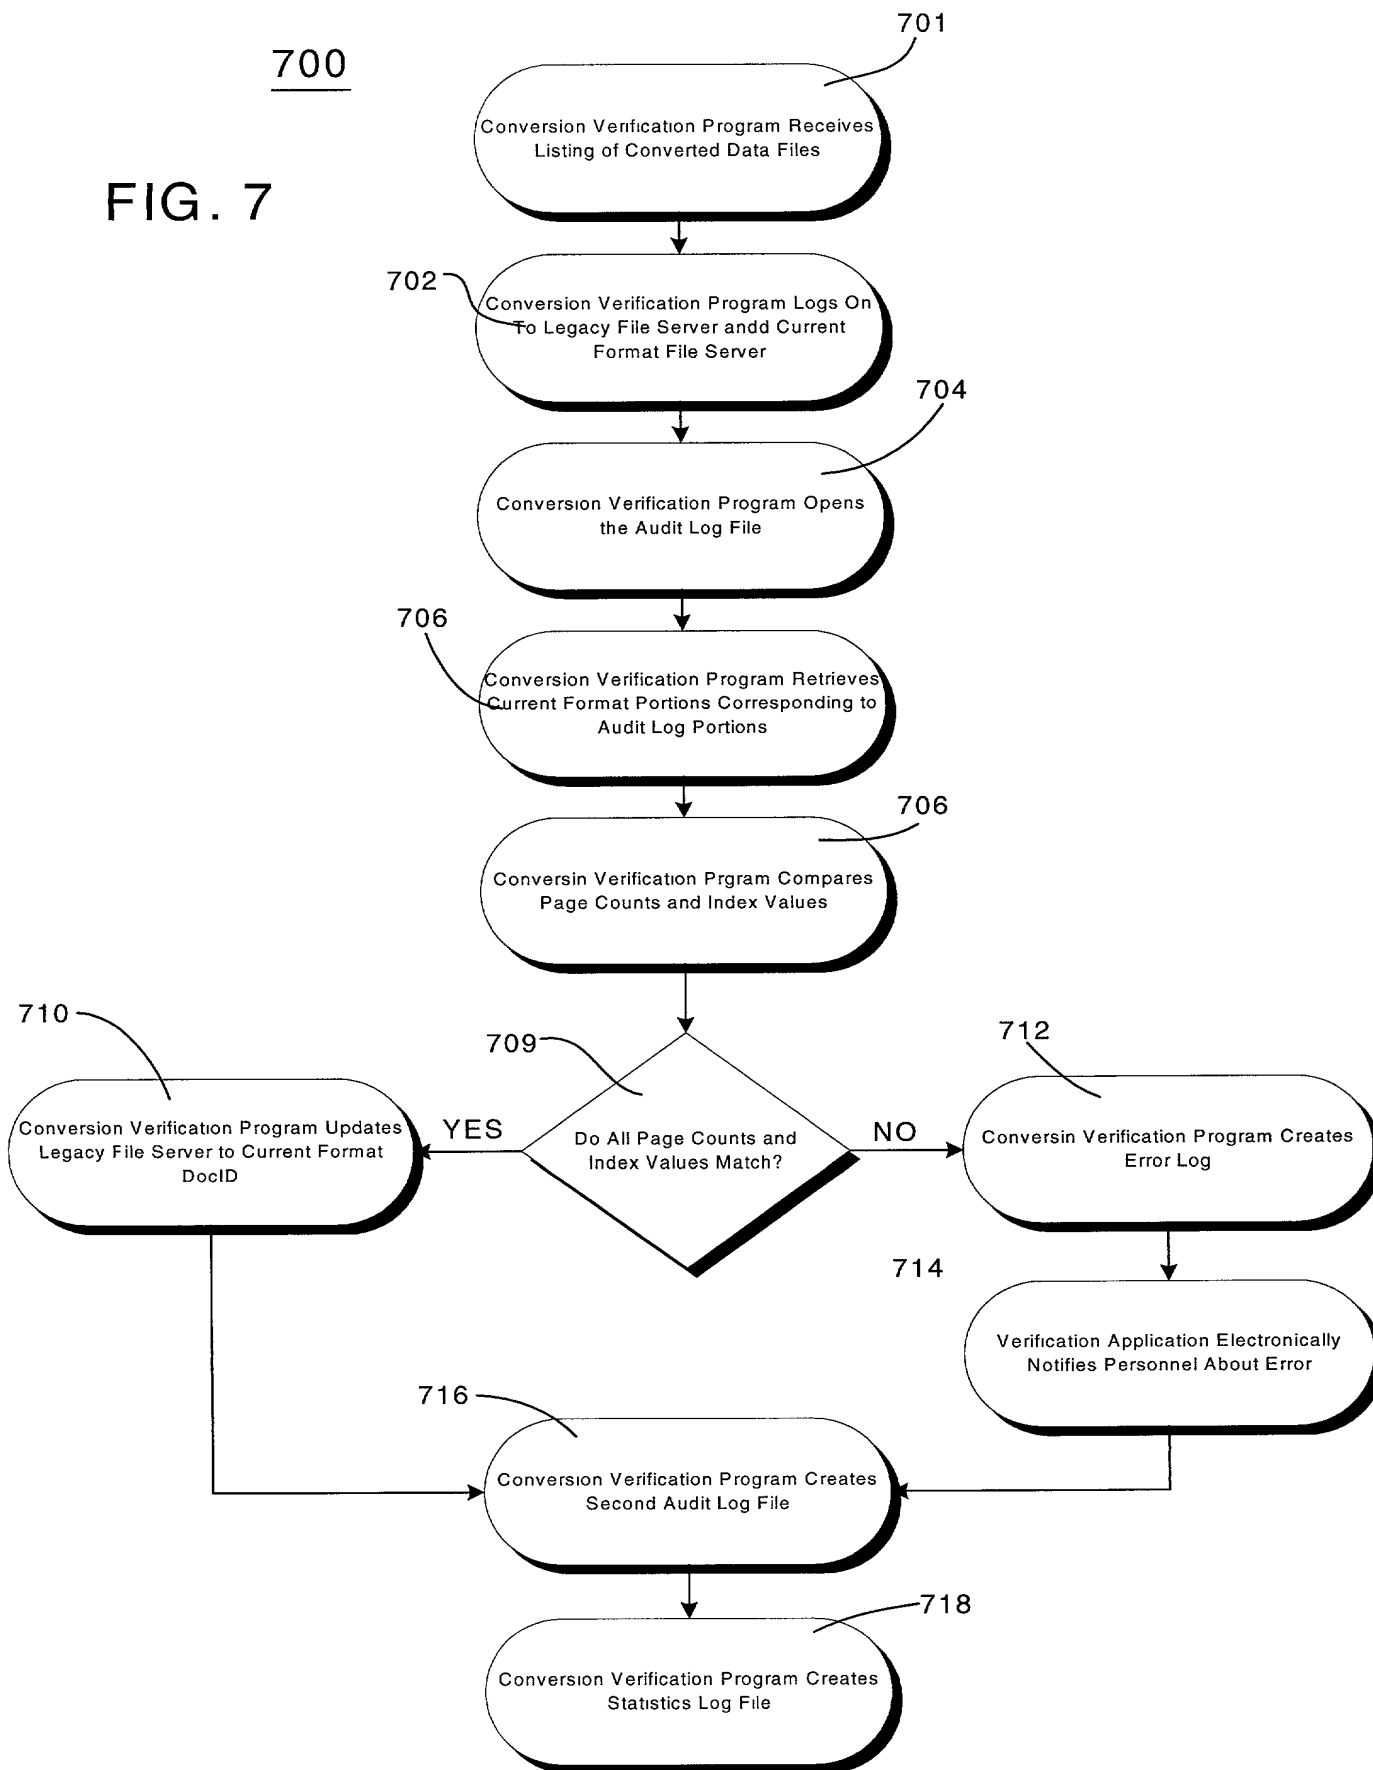 701
700
Conversion Verification Program Receives
Listing of Converted Data Files
FIG. 7
702
Conversion Verification Program Logs On
To Legacy File Server andd Current
Format File Server
704
Conversion Verification Program Opens
the Audit Log File
706
Conversion Verification Program Retrieves
Current Format Portions Corresponding to
Audit Log Portions
706
Conversin Verification Prgram Compares
Page Counts and Index Values
710
709
712
Conversion Verification Program Updates
Legacy File Server to Current Format
DocID
YES
Do All Page Counts and
Index Values Match?
NO
Conversin Verification Program Creates
Error Log
714
Verification Application Electronically
Notifies Personnel About Error
716
Conversion Verification Program Creates
Second Audit Log File
718
Conversion Verification Program Creates
Statistics Log File